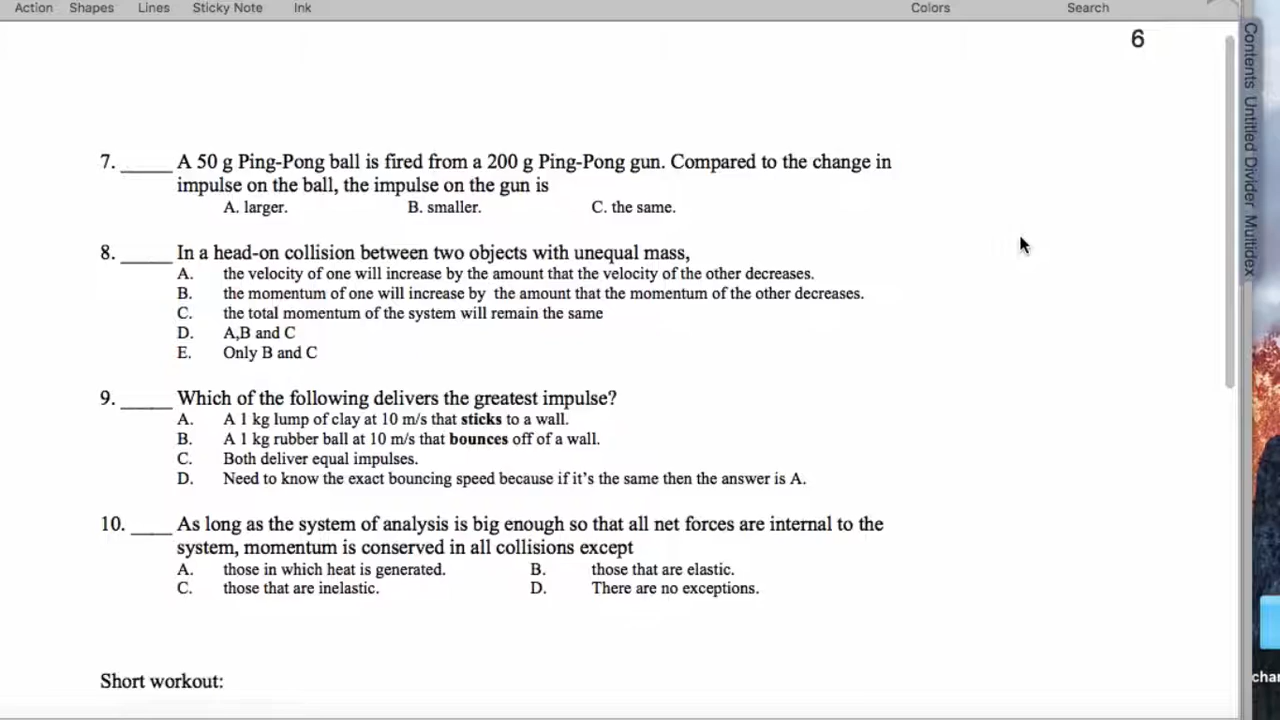 Action Shapes Lines Sticky Note Ink Colors Search
6
7. _____ A 50 g Ping-Pong ball is fired from a 200 g Ping-Pong gun. Compared to the change in
impulse on the ball, the impulse on the gun is
A. larger. B. smaller. C. the same.
8. _____ In a head-on collision between two objects with unequal mass,
A. the velocity of one will increase by the amount that the velocity of the other decreases.
B. the momentum of one will increase by the amount that the momentum of the other decreases.
C. the total momentum of the system will remain the same
D. A,B and C
E. Only B and C
9. _____ Which of the following delivers the greatest impulse?
A. A 1 kg lump of clay at 10 m/s that sticks to a wall.
B. A 1 kg rubber ball at 10 m/s that bounces off of a wall.
C. Both deliver equal impulses.
D. Need to know the exact bouncing speed because if it's the same then the answer is A.
10. ____ As long as the system of analysis is big enough so that all net forces are internal to the
system, momentum is conserved in all collisions except
A. those in which heat is generated. B. those that are elastic.
C. those that are inelastic. D. There are no exceptions.
Short workout:
Contents Untitled Divider Multidex